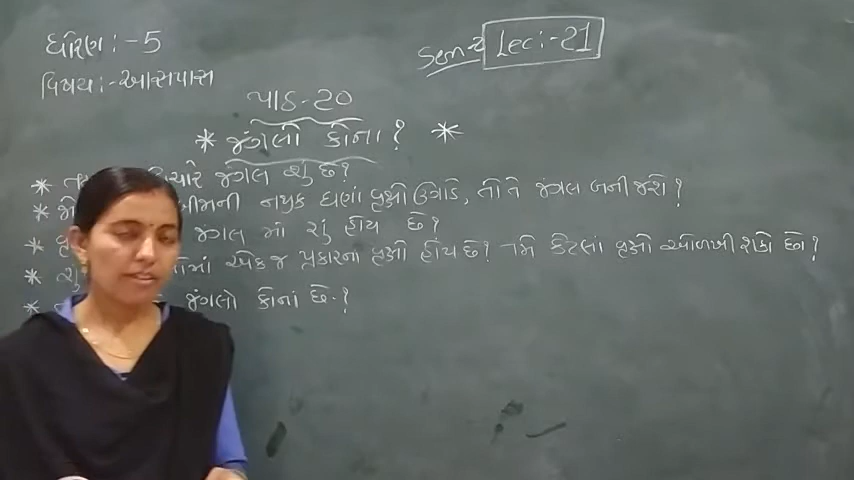 ધોરણ:-5
Sem-2 Lec:-21
વિષય:-આસપાસ
પાઠ-20
* જંગલો કોના? *
* જંગલ શું છે?
* નજીક ઘણાં વૃક્ષો ઉગાડે, તો તે જંગલ બની જશે?
* જંગલ માં શું હોય છે?
* એક જ પ્રકારના વૃક્ષો હોય છે? તમે કેટલાં વૃક્ષો ઓળખી શકો છો?
* જંગલો કોનાં છે?